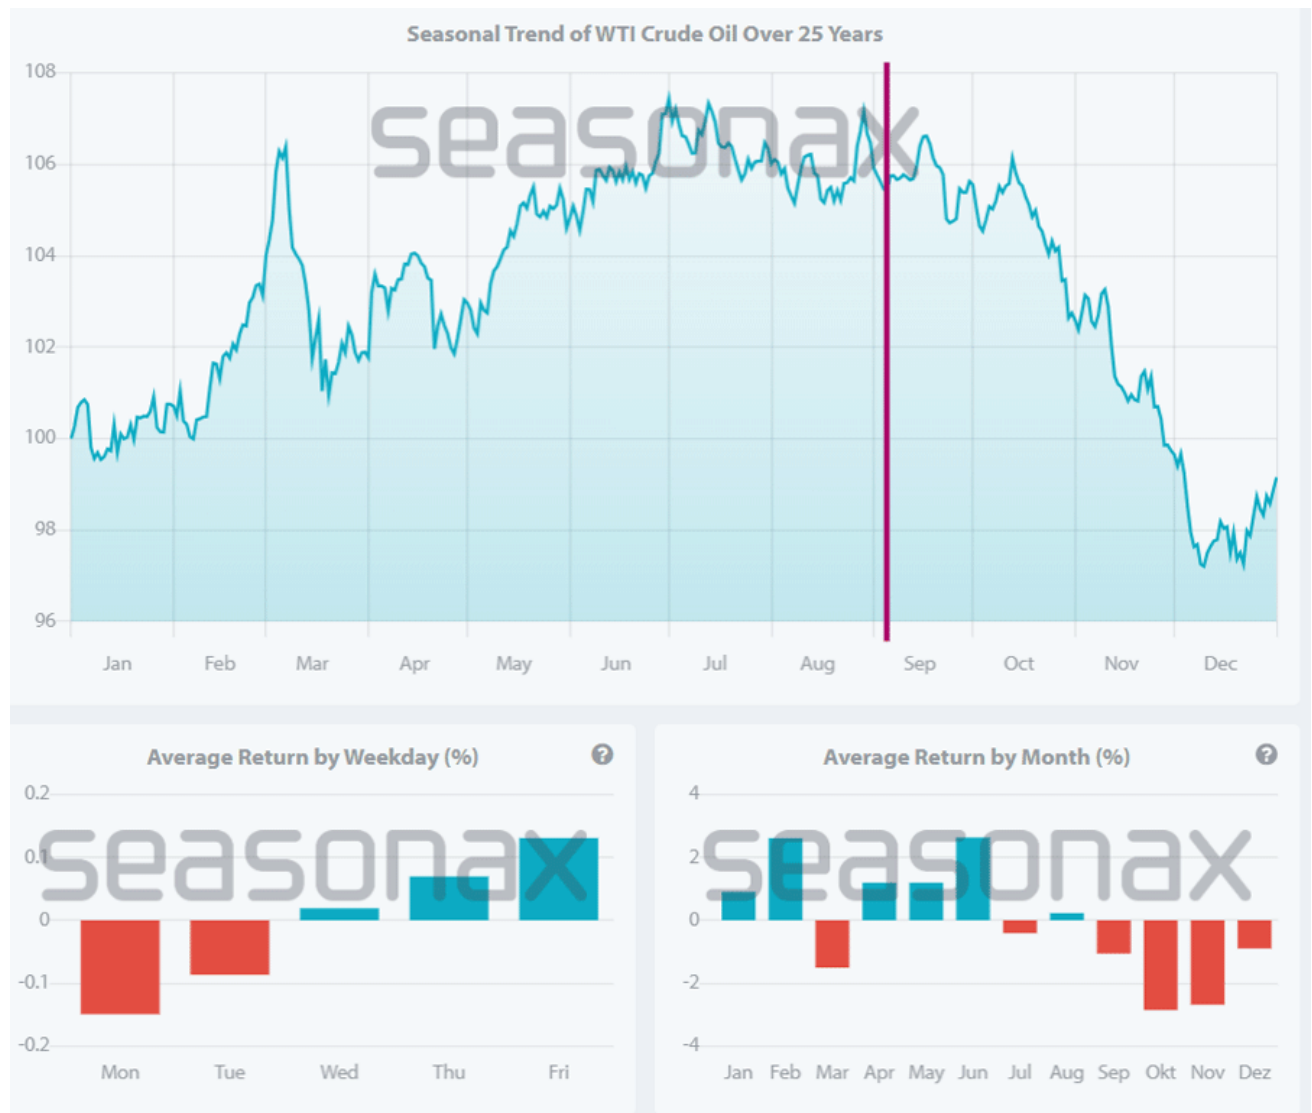 Seasonal Trend of WTI Crude Oil Over 25 Years
108
106
104
102
100
98
96
seasonax
Jan Feb Mar Apr May Jun Jul Aug Sep Oct Nov Dec
Average Return by Weekday (%) ?
0.2
0.1
0
-0.1
-0.2
seasonax
Mon Tue Wed Thu Fri
Average Return by Month (%) ?
4
2
0
-2
-4
seasonax
Jan Feb Mar Apr May Jun Jul Aug Sep Okt Nov Dez